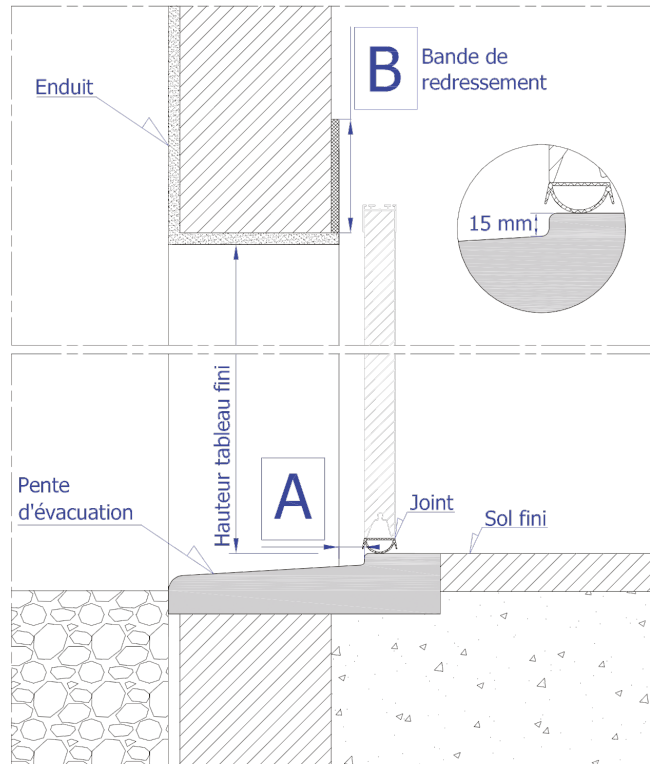 Enduit
B
Bande de
redressement
15 mm
Hauteur tableau fini
A
Pente
d'évacuation
Joint
Sol fini